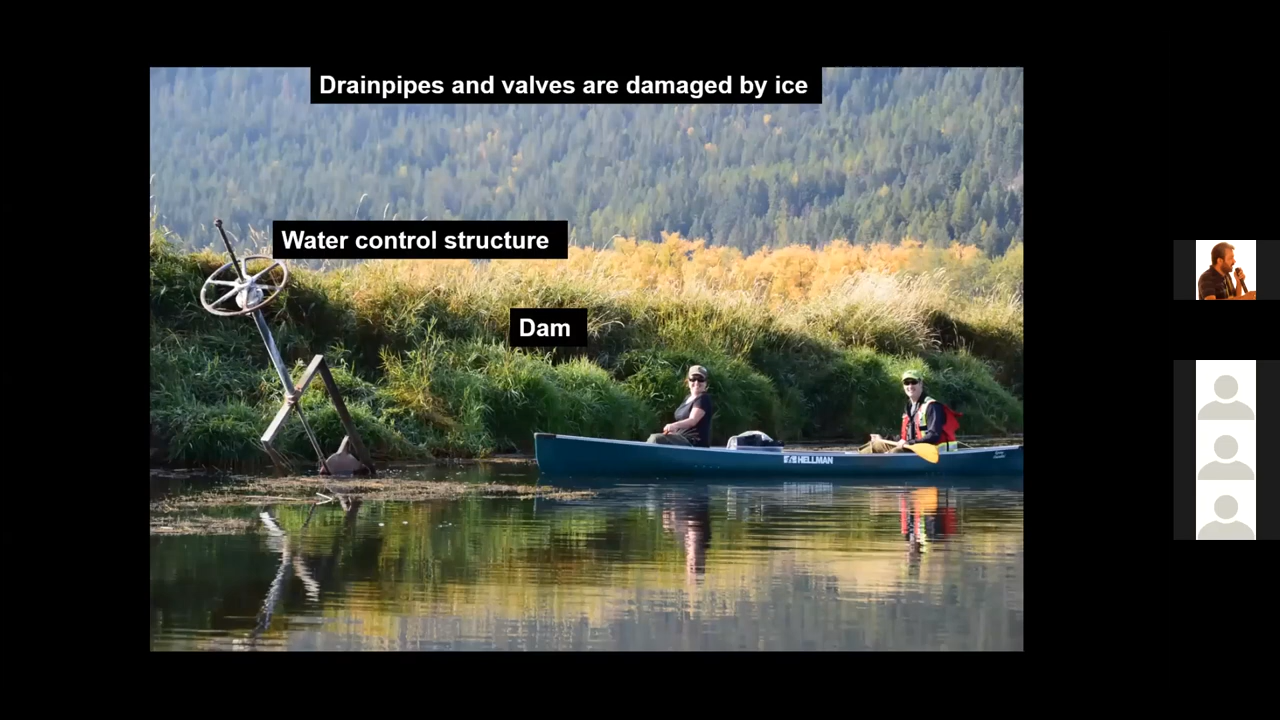 Drainpipes and valves are damaged by ice
Water control structure
Dam
HELLMAN